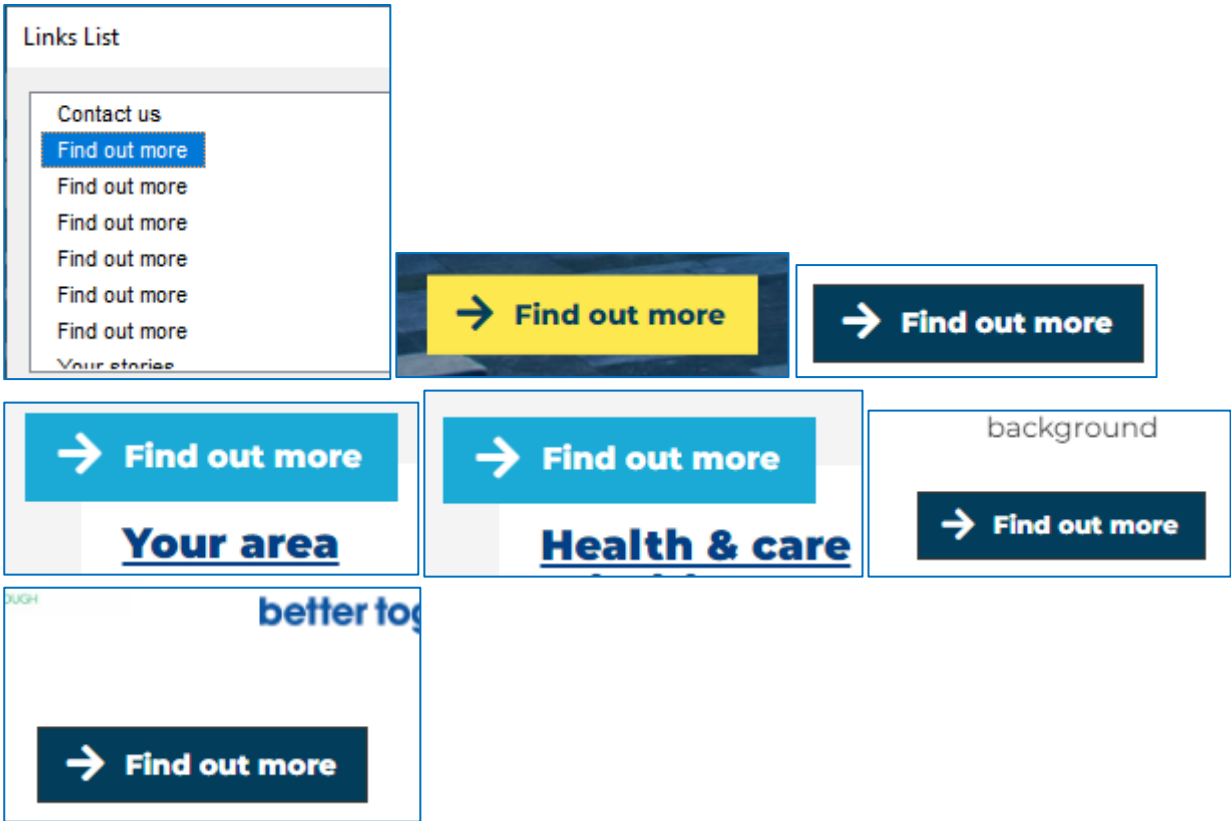 Links List
Contact us
Find out more
Find out more
Find out more
Find out more
Find out more
Find out more
Your stories
Find out more
Find out more
Find out more
Your area
Find out more
Health & care
background
Find out more
better tog
Find out more